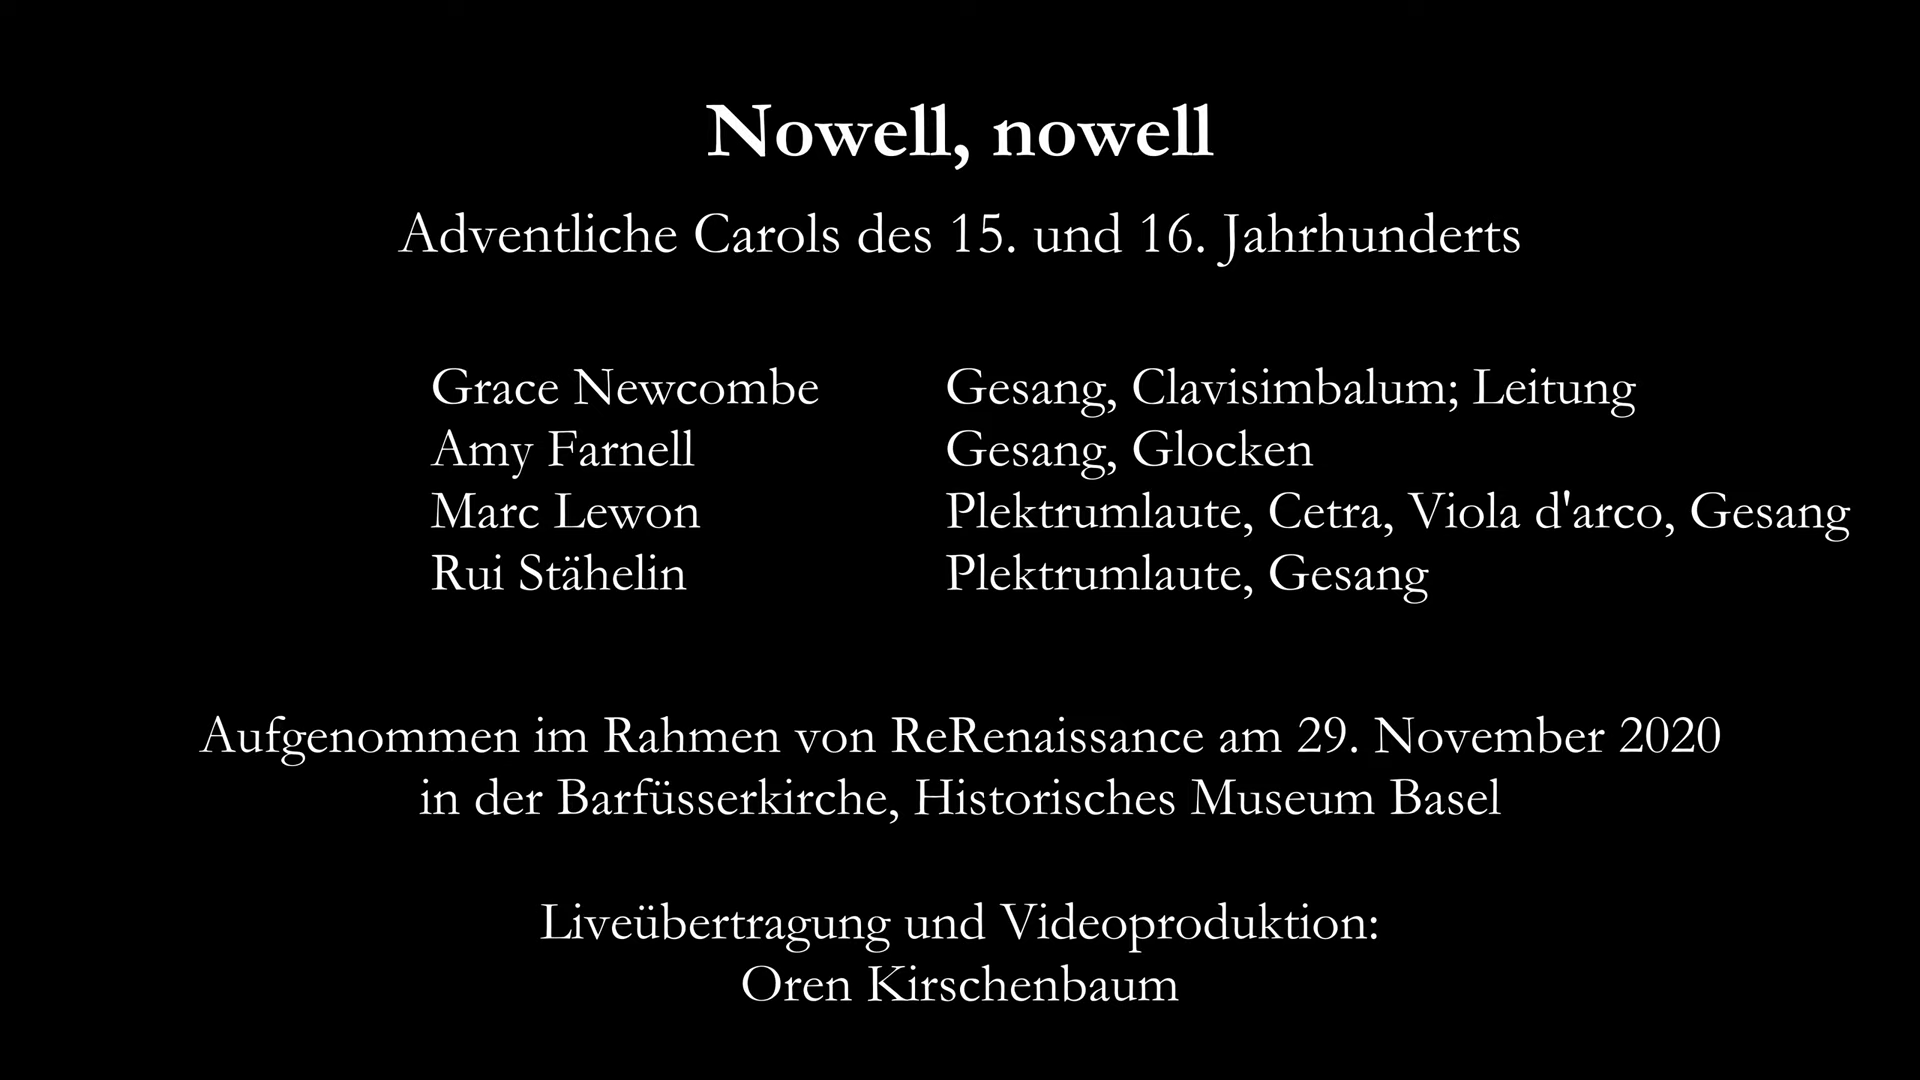 Nowell, nowell
Adventliche Carols des 15. und 16. Jahrhunderts
Grace Newcombe Gesang, Clavisimbalum; Leitung
Amy Farnell Gesang, Glocken
Marc Lewon Plektrumlaute, Cetra, Viola d'arco, Gesang
Rui Stähelin Plektrumlaute, Gesang
Aufgenommen im Rahmen von ReRenaissance am 29. November 2020
in der Barfüsserkirche, Historisches Museum Basel
Liveübertragung und Videoproduktion:
Oren Kirschenbaum